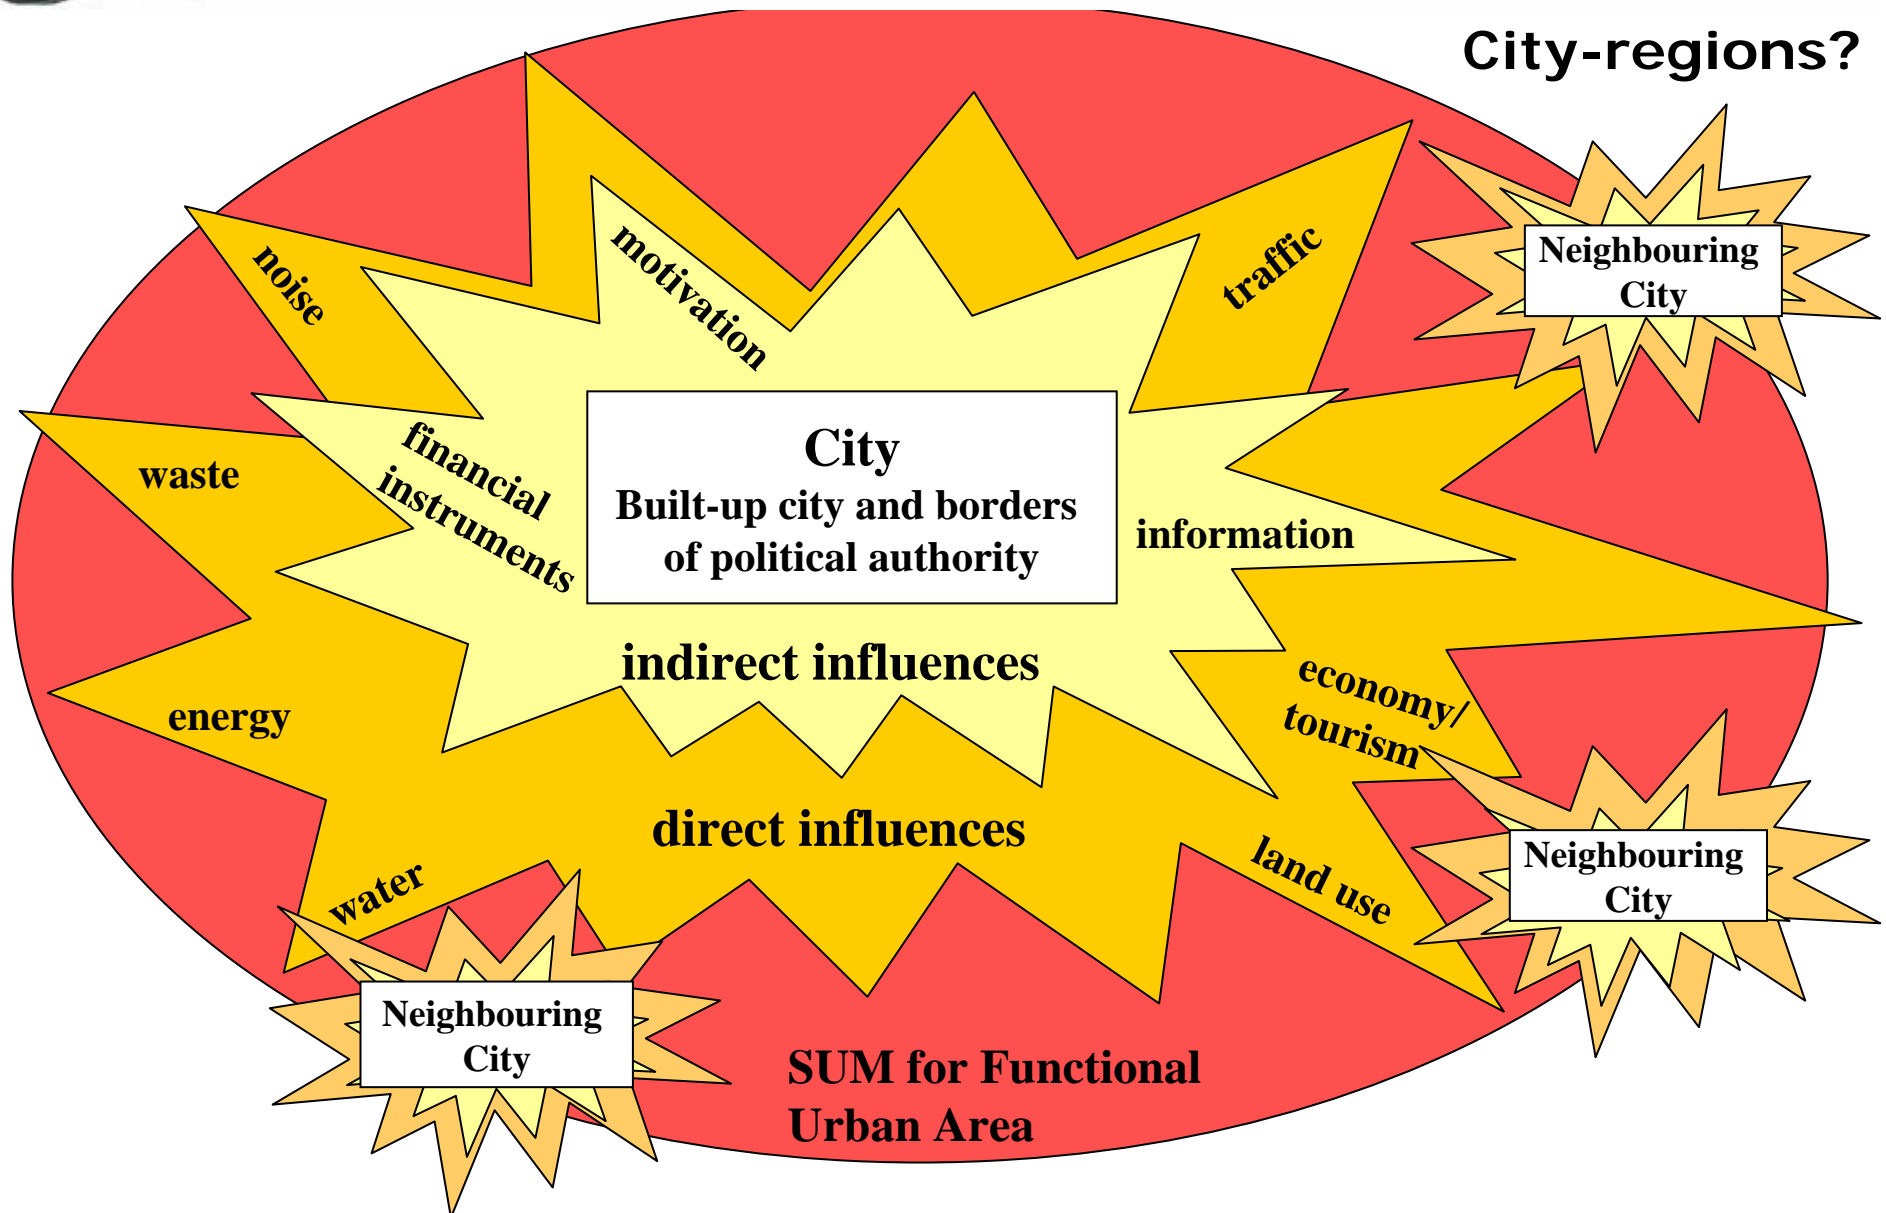 City-regions?
noise
motivation
traffic
Neighbouring
City
waste
financial
instruments
City
Built-up city and borders
of political authority
information
indirect influences
energy
economy/
tourism
direct influences
water
land use
Neighbouring
City
Neighbouring
City
SUM for Functional
Urban Area